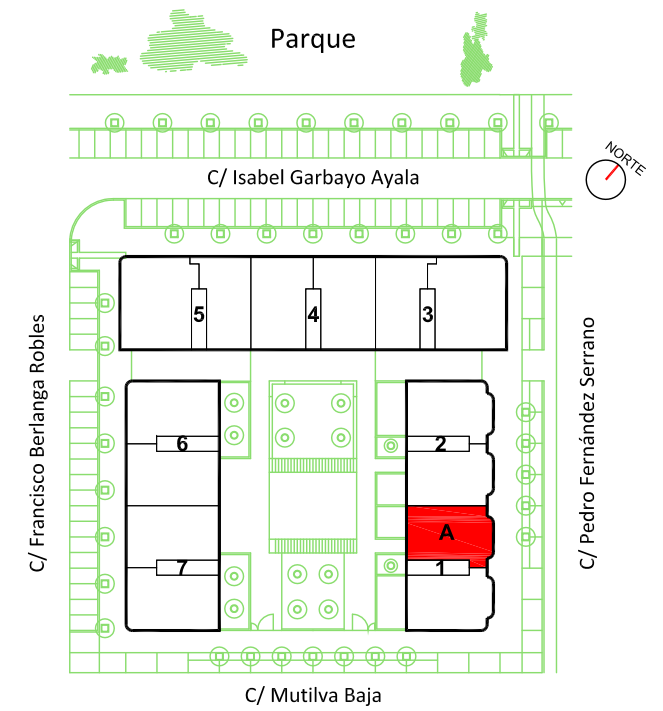 Parque
NORTE
C/ Isabel Garbayo Ayala
5
4
3
C/ Francisco Berlanga Robles
C/ Pedro Fernández Serrano
6
2
A
7
1
C/ Mutilva Baja